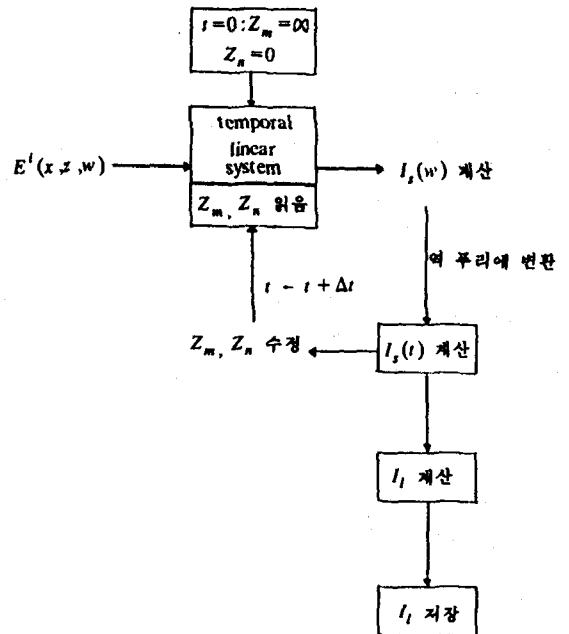 t=0:Z_m=∞
Z_n=0
temporal
linear
system
E^i(x,z,w)
I_s(w) 계산
Z_m, Z_n 읽음
역 푸리에 변환
t ← t+Δt
Z_m, Z_n 수정
I_s(t) 계산
I_l 계산
I_l 저장